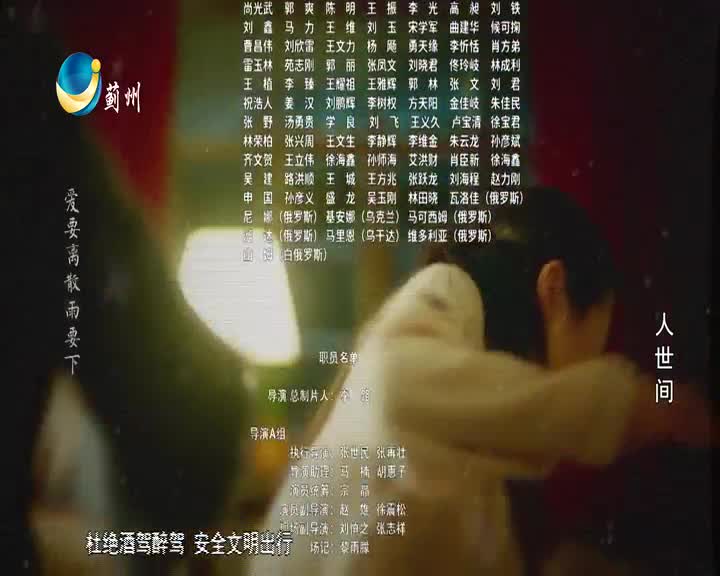 尚光武 郭爽 陈明 王振 李光 高昶 刘铁
刘鑫 马力 王维 刘玉 宋学军 曲建华 候可掬
曹昌伟 刘欣雷 王文力 杨飚 勇天缘 李忻恬 肖方弟
雷玉林 苑志刚 郭丽 张凤文 刘晓君 佟玲岐 林成利
王植 李臻 王耀祖 王雅辉 郭林 张文 刘君
祝浩人 姜汉 刘鹏辉 李树权 方天阳 金佳岐 朱佳民
张野 汤勇贵 学良 刘飞 王义久 卢宝清 徐宝君
林荣柏 张兴周 王文生 李静辉 李维金 朱云龙 孙彦斌
齐文贺 王立伟 徐海鑫 孙师海 艾洪财 肖臣新 徐海鑫
吴建 路洪顺 王城 王方兆 张跃龙 刘海程 赵力刚
申国 孙彦义 盛龙 吴玉刚 林田晓 瓦洛佳（俄罗斯）
尼娜（俄罗斯）基安娜（乌克兰）马可西姆（俄罗斯）
达（俄罗斯）马里恩（乌干达）维多利亚（俄罗斯）
姆（白俄罗斯）
蓟州
爱要离散雨要下
人世间
职员名单
导演 总制片人：李
导演A组
执行导演：张世民 张再壮
导演助理：马楠 胡惠子
演员统筹：宗晶
演员副导演：赵雄 徐震松
现场副导演：刘怕之 张志祥
场记：黎雨朦
杜绝酒驾醉驾 安全文明出行